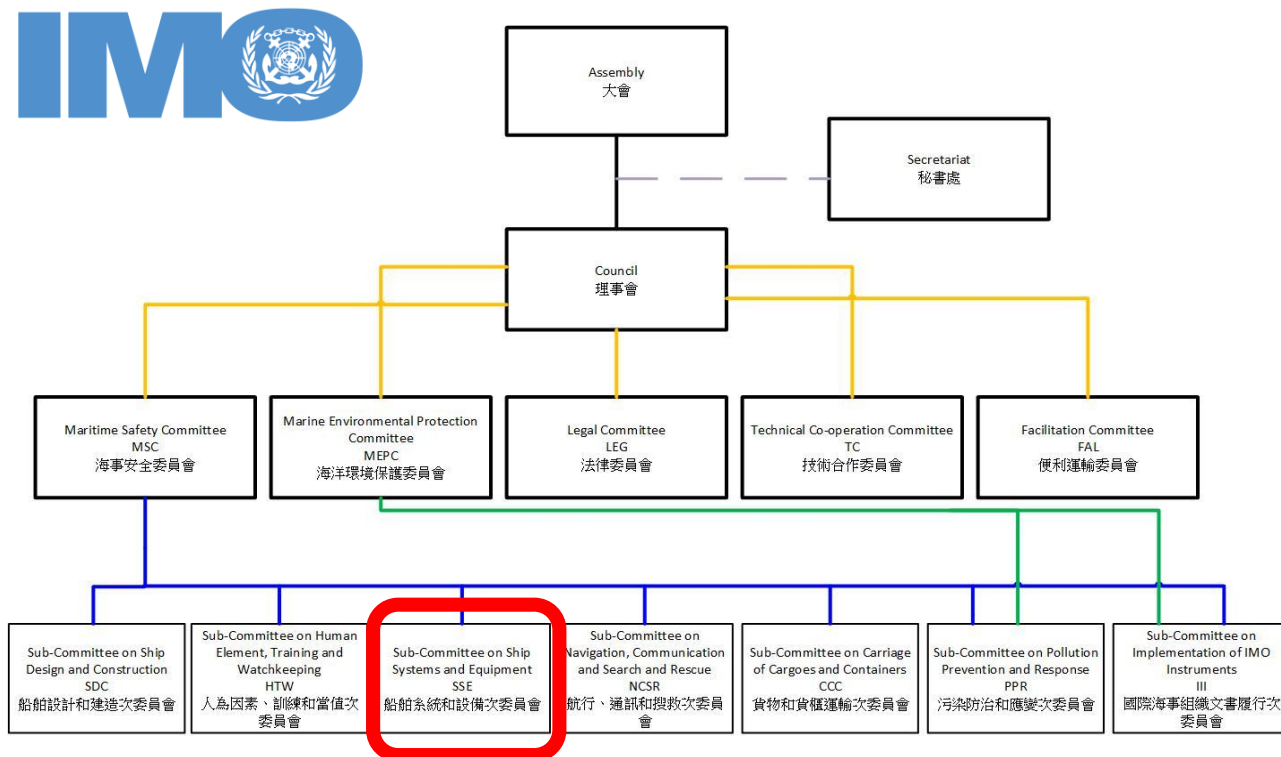 IMO
Assembly
大會
Secretariat
秘書處
Council
理事會
Maritime Safety Committee
MSC
海事安全委員會
Marine Environmental Protection
Committee
MEPC
海洋環境保護委員會
Legal Committee
LEG
法律委員會
Technical Co-operation Committee
TC
技術合作委員會
Facilitation Committee
FAL
便利運輸委員會
Sub-Committee on Ship
Design and Construction
SDC
船舶設計和建造次委員會
Sub-Committee on Human
Element, Training and
Watchkeeping
HTW
人為因素、訓練和當值次
委員會
Sub-Committee on Ship
Systems and Equipment
SSE
船舶系統和設備次委員會
Sub-Committee on
Navigation, Communication
and Search and Rescue
NCSR
航行、通訊和搜救次委員
會
Sub-Committee on Carriage
of Cargoes and Containers
CCC
貨物和貨櫃運輸次委員會
Sub-Committee on Pollution
Prevention and Response
PPR
污染防治和應變次委員會
Sub-Committee on
Implementation of IMO
Instruments
III
國際海事組織文書履行次
委員會